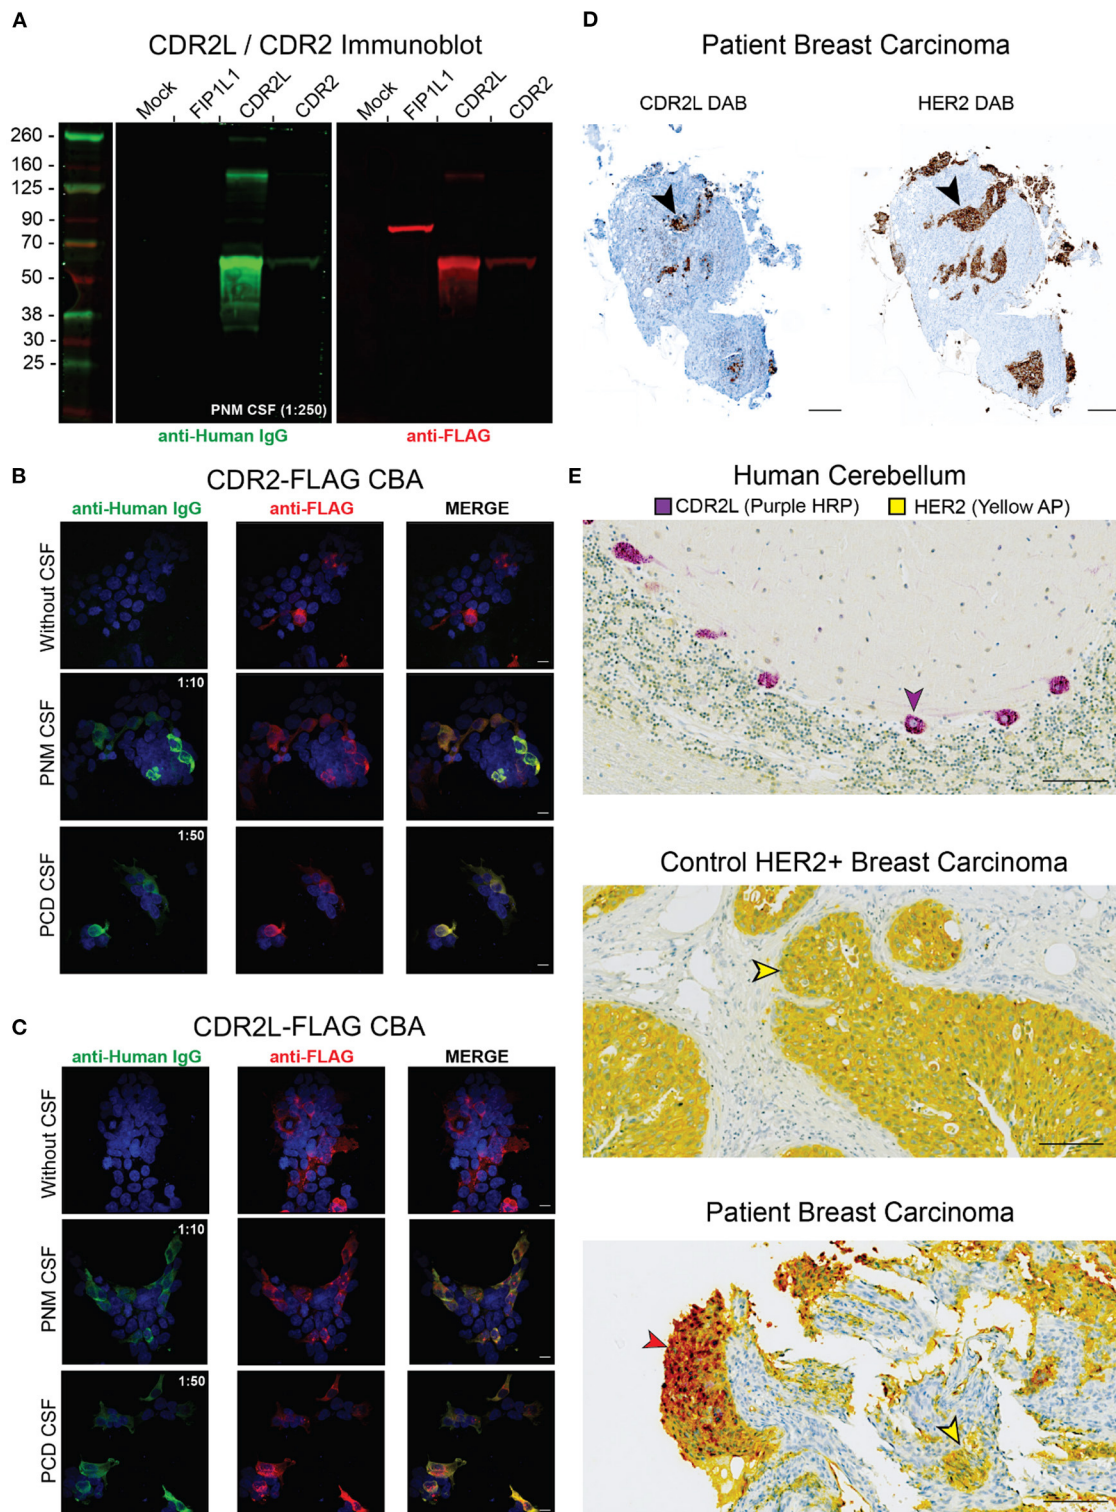 A
CDR2L / CDR2 Immunoblot
Mock FIP1L1 CDR2L CDR2 Mock FIP1L1 CDR2L CDR2
260 -
160 -
125 -
90 -
70 -
50 -
38 -
30 -
25 -
PNM CSF (1:250)
anti-Human IgG anti-FLAG
B
CDR2-FLAG CBA
anti-Human IgG anti-FLAG MERGE
Without CSF
PNM CSF
1:10
PCD CSF
1:50
C
CDR2L-FLAG CBA
anti-Human IgG anti-FLAG MERGE
Without CSF
PNM CSF
1:10
PCD CSF
1:50
D
Patient Breast Carcinoma
CDR2L DAB HER2 DAB
E
Human Cerebellum
CDR2L (Purple HRP) HER2 (Yellow AP)
Control HER2+ Breast Carcinoma
Patient Breast Carcinoma